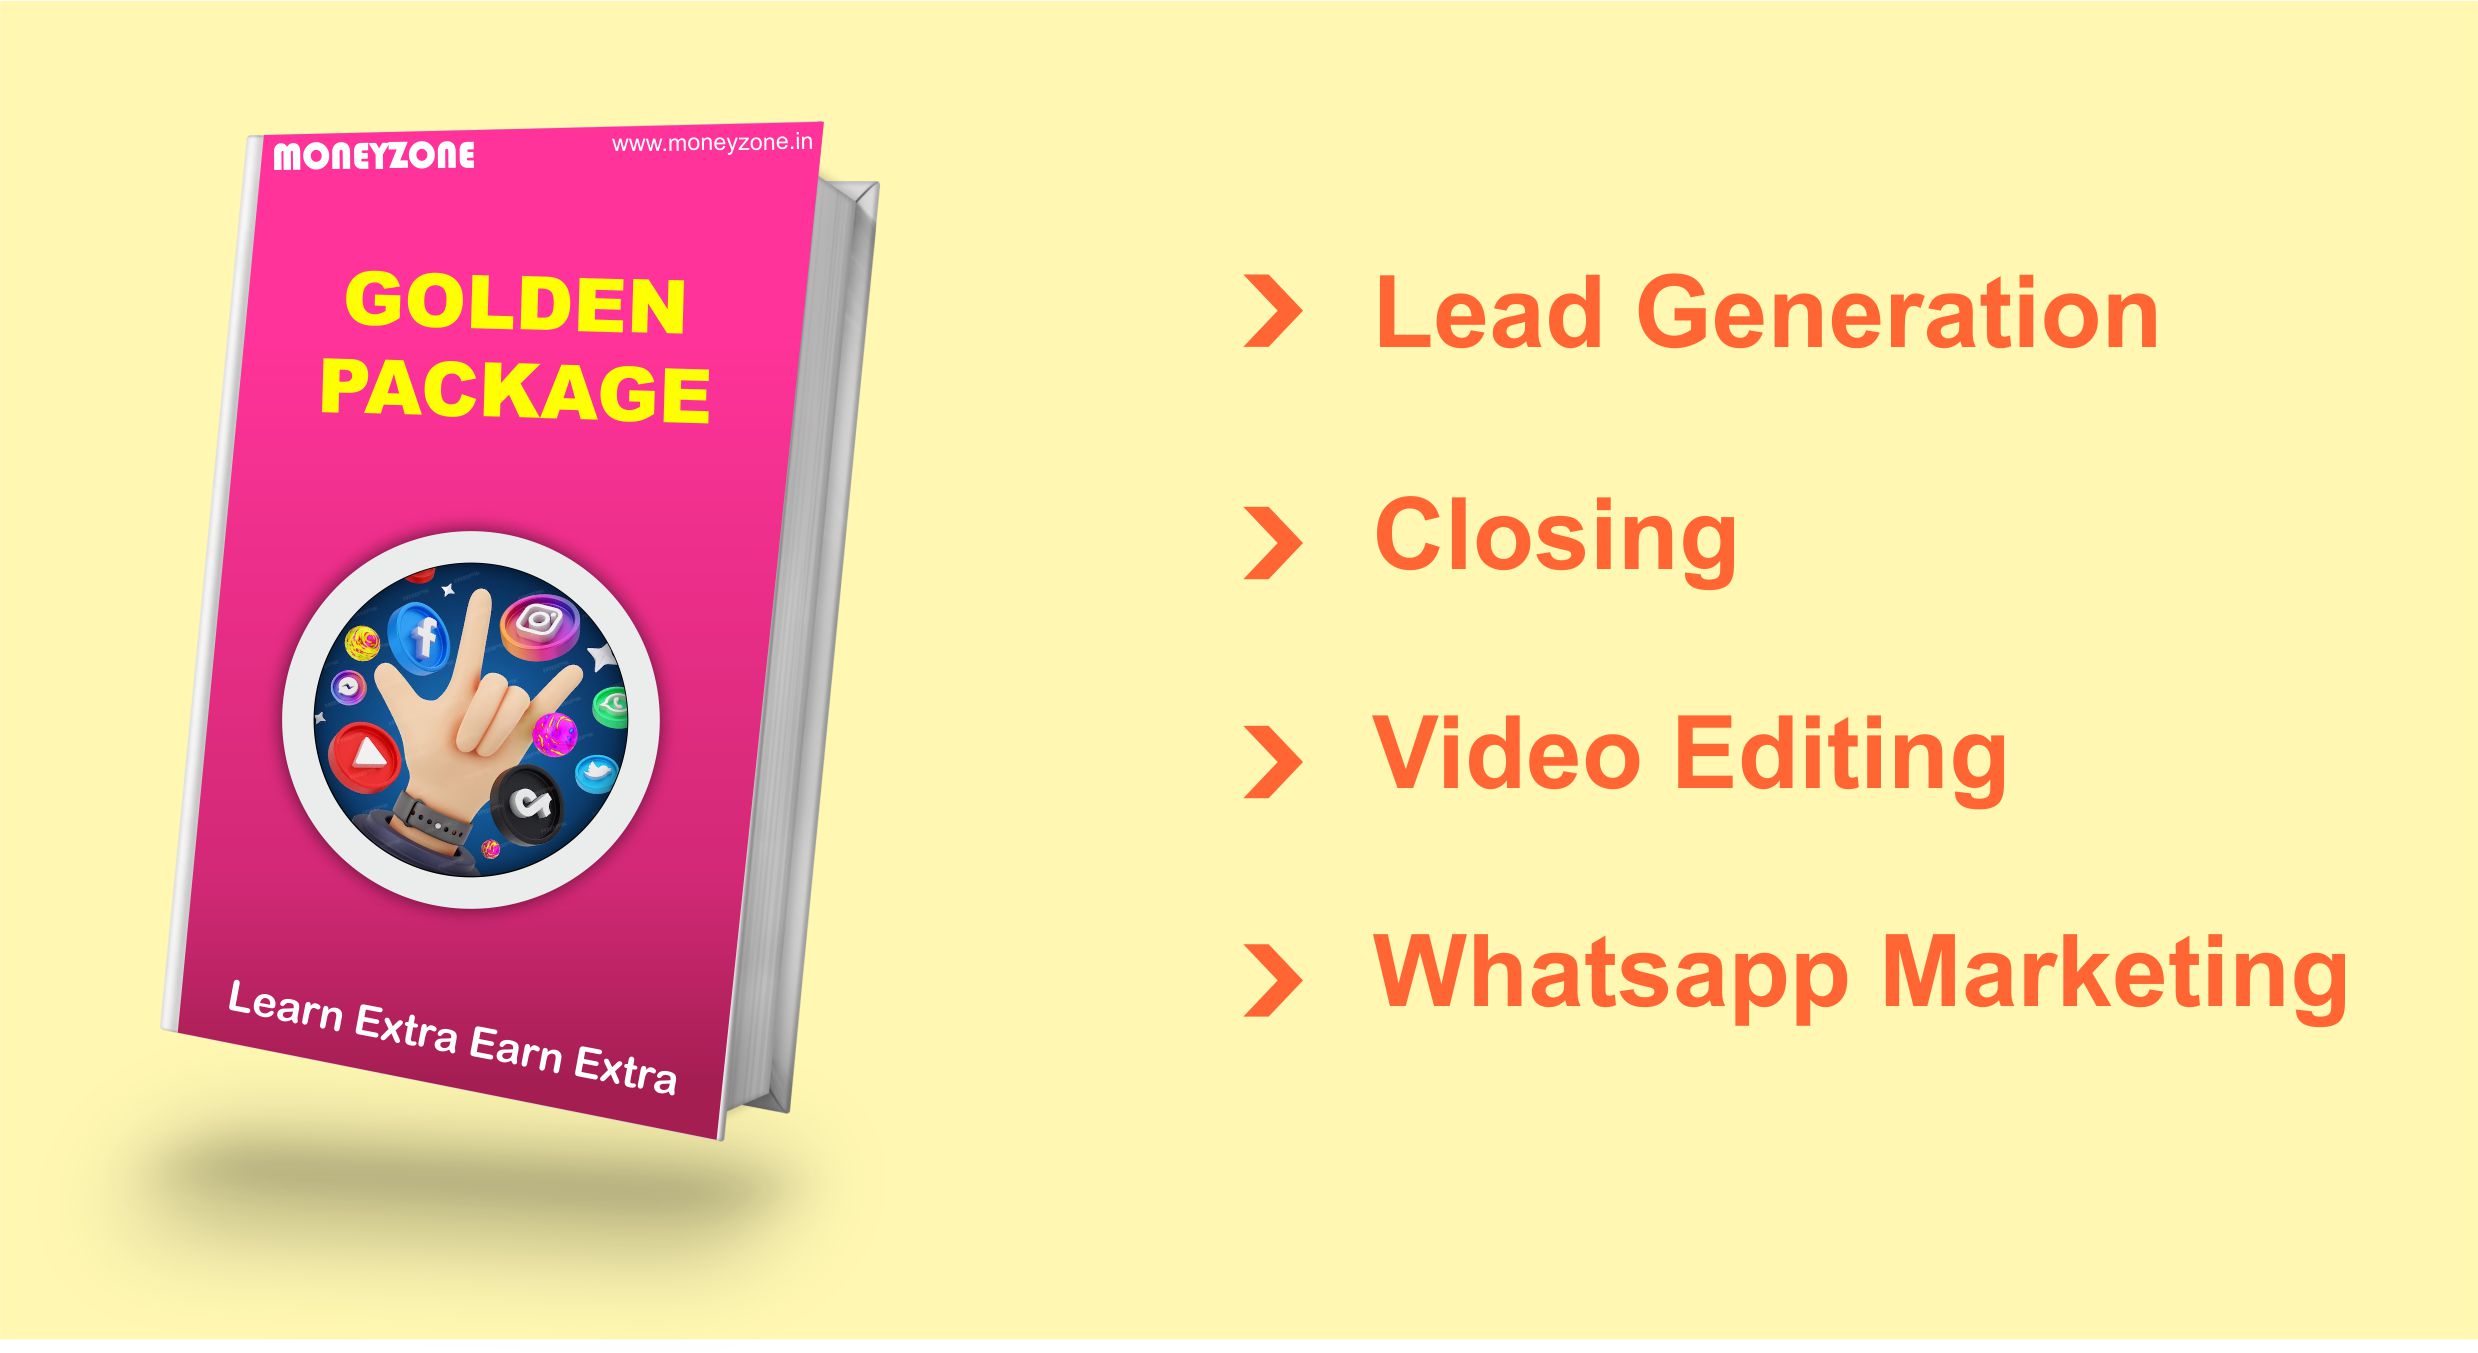 MONEYZONE
www.moneyzone.in
GOLDEN
PACKAGE
Learn Extra Earn Extra
Lead Generation
Closing
Video Editing
Whatsapp Marketing